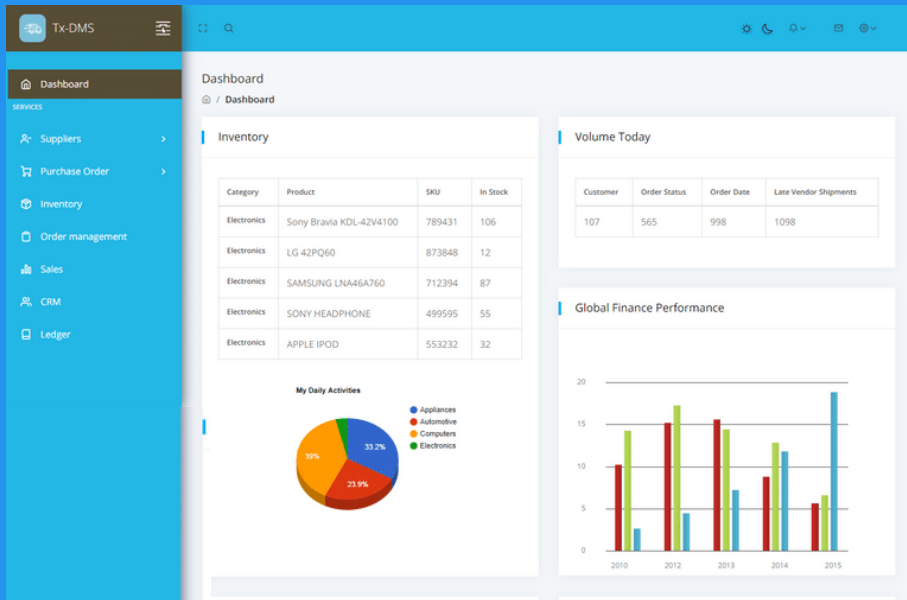 Tx-DMS
Dashboard
SERVICES
Suppliers
Purchase Order
Inventory
Order management
Sales
CRM
Ledger
Dashboard
/ Dashboard
Inventory
Category Product SKU In Stock
Electronics Sony Bravia KDL-42V4100 789431 106
Electronics LG 42PQ60 873848 12
Electronics SAMSUNG LNA46A760 712394 87
Electronics SONY HEADPHONE 499595 55
Electronics APPLE IPOD 553232 32
My Daily Activities
Appliances
Automotive
Computers
Electronics
33.2%
39%
23.9%
Volume Today
Customer Order Status Order Date Late Vendor Shipments
107 565 998 1098
Global Finance Performance
20
15
10
5
0
2010 2012 2013 2014 2015